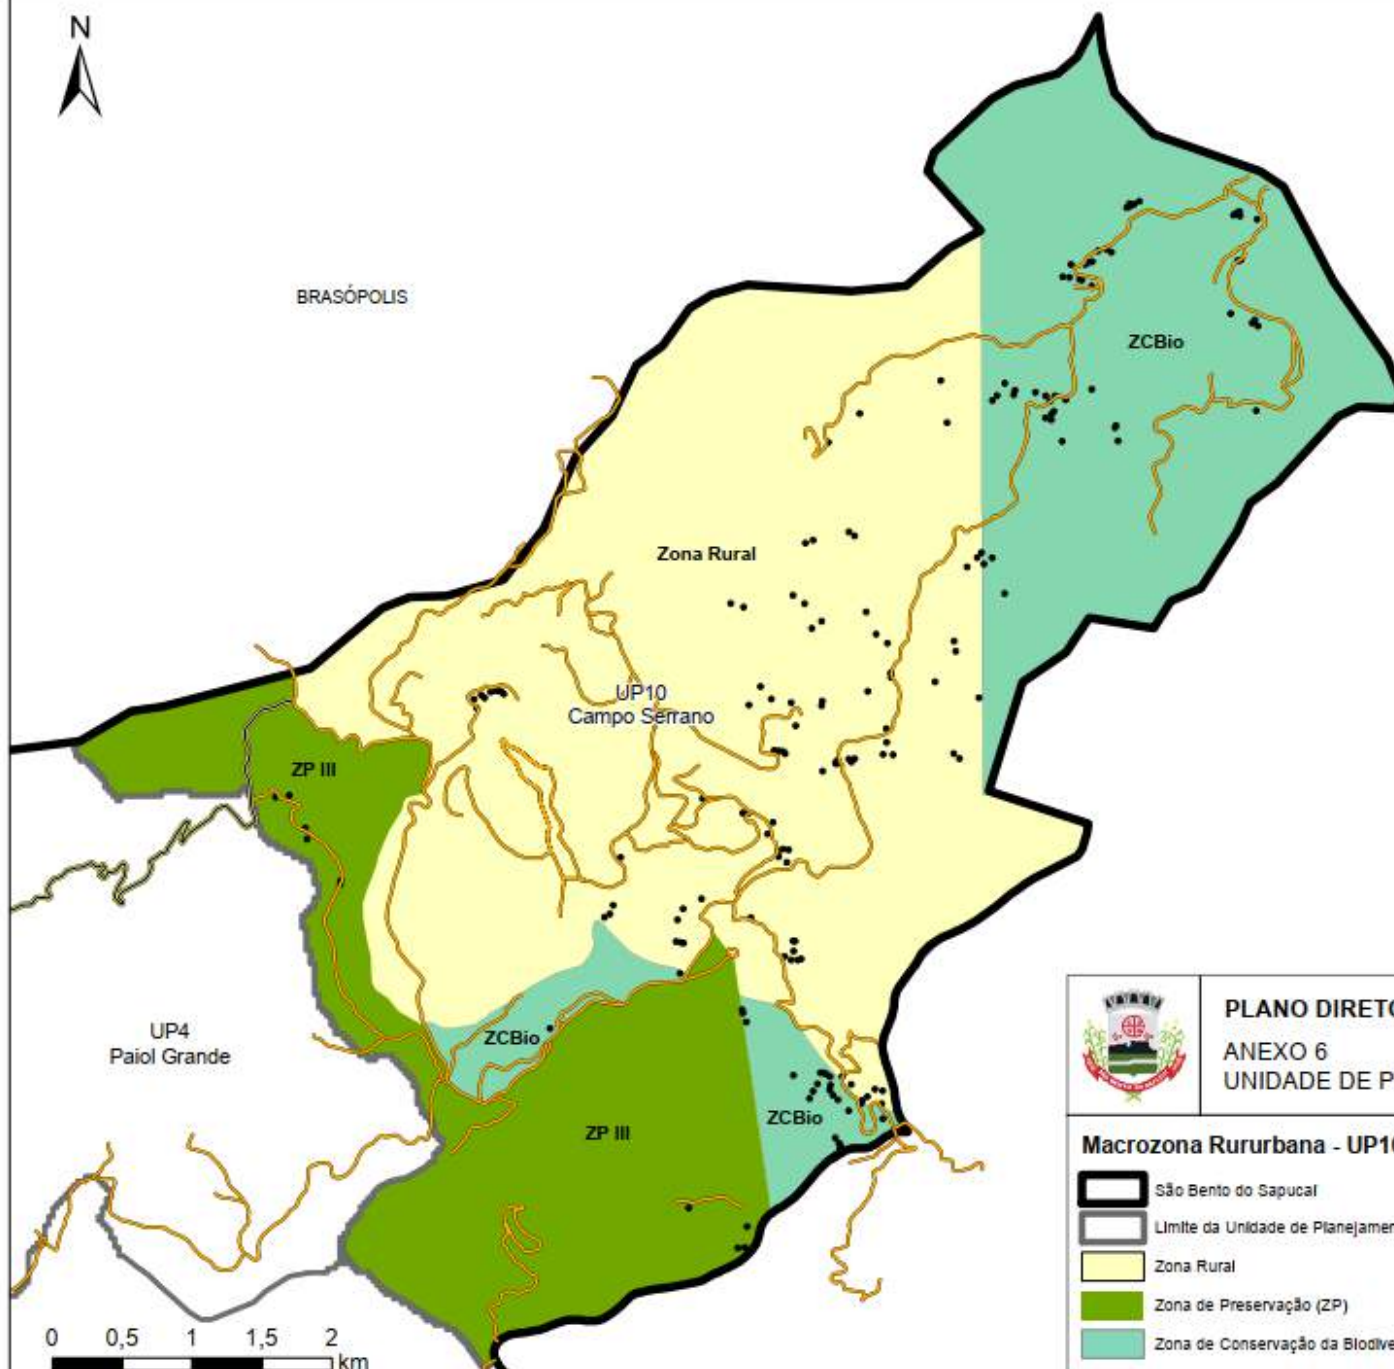 N
BRASÓPOLIS
ZCBio
Zona Rural
UP10
Campo Serrano
ZP III
UP4
Paiol Grande
ZCBio
ZP III
ZCBio
0 0,5 1 1,5 2
km
PLANO DIRETO
ANEXO 6
UNIDADE DE P
Macrozona Rururbana - UP10
São Bento do Sapucaí
Limite da Unidade de Planejamen
Zona Rural
Zona de Preservação (ZP)
Zona de Conservação da Biodive